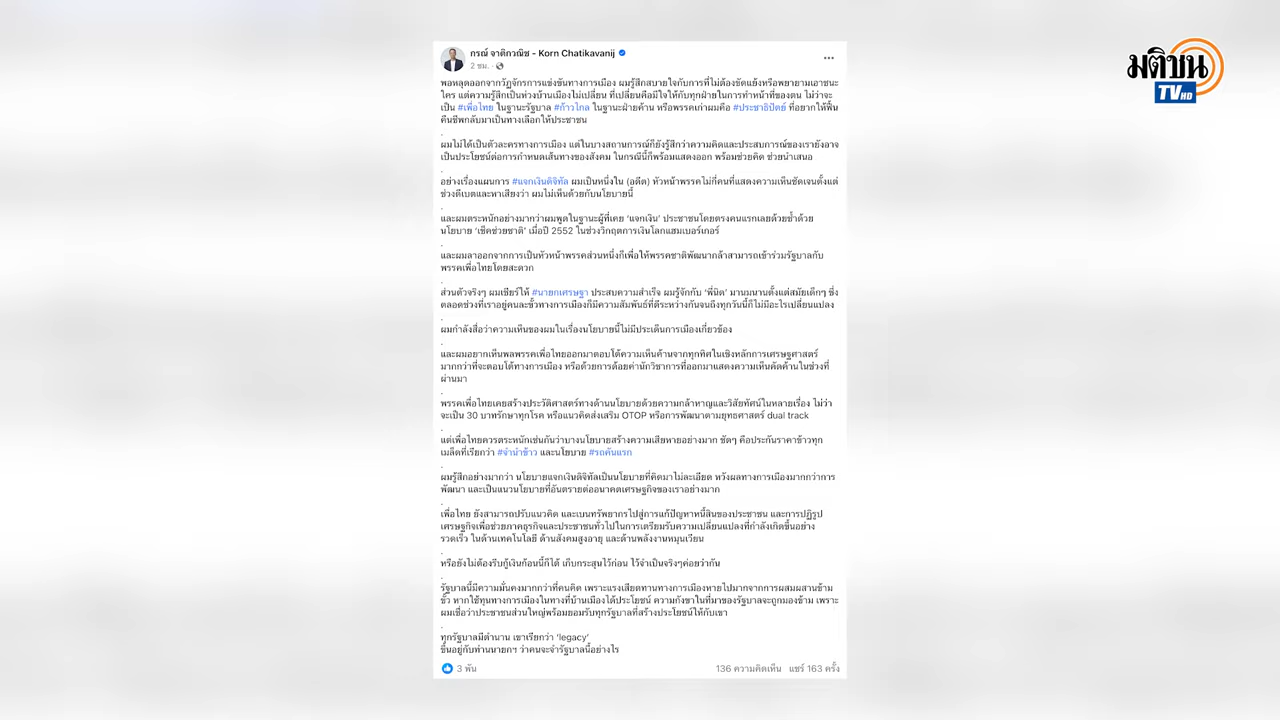 กรณ์ จาติกวณิช - Korn Chatikavanij
2 ชม. ·
มติชน
TV HD
พอหลุดออกจากวัฏจักรการแข่งขันทางการเมือง ผมรู้สึกสบายใจกับการที่ไม่ต้องขัดแย้งหรือพยายามเอาชนะ
ใคร แต่ความรู้สึกเป็นห่วงบ้านเมืองไม่เปลี่ยน ที่เปลี่ยนคือมีใจให้กับทุกฝ่ายในการทำหน้าที่ของตน ไม่ว่าจะ
เป็น #เพื่อไทย ในฐานะรัฐบาล #ก้าวไกล ในฐานะฝ่ายค้าน หรือพรรคเก่าผมคือ #ประชาธิปัตย์ ที่อยากให้ฟื้น
คืนชีพกลับมาเป็นทางเลือกให้ประชาชน
.
ผมไม่ได้เป็นตัวละครทางการเมือง แต่ในบางสถานการณ์ก็ยังรู้สึกว่าความคิดและประสบการณ์ของเรายังอาจ
เป็นประโยชน์ต่อการกำหนดเส้นทางของสังคม ในกรณีนี้ก็พร้อมแสดงออก พร้อมช่วยคิด ช่วยนำเสนอ
.
อย่างเรื่องแผนการ #แจกเงินดิจิทัล ผมเป็นหนึ่งใน (อดีต) หัวหน้าพรรคไม่กี่คนที่แสดงความเห็นชัดเจนตั้งแต่
ช่วงดีเบตและหาเสียงว่า ผมไม่เห็นด้วยกับนโยบายนี้
.
และผมตระหนักอย่างมากว่าผมพูดในฐานะผู้ที่เคย 'แจกเงิน' ประชาชนโดยตรงคนแรกเลยด้วยซ้ำด้วย
นโยบาย 'เช็คช่วยชาติ' เมื่อปี 2552 ในช่วงวิกฤตการเงินโลกแฮมเบอร์เกอร์
.
และผมลาออกจากการเป็นหัวหน้าพรรคส่วนหนึ่งก็เพื่อให้พรรคชาติพัฒนากล้าสามารถเข้าร่วมรัฐบาลกับ
พรรคเพื่อไทยโดยสะดวก
.
ส่วนตัวจริงๆ ผมเชียร์ให้ #นายกเศรษฐา ประสบความสำเร็จ ผมรู้จักกับ 'พี่นิด' มานมนานตั้งแต่สมัยเด็กๆ ซึ่ง
ตลอดช่วงที่เราอยู่คนละขั้วทางการเมืองก็มีความสัมพันธ์ที่ดีระหว่างกันจนถึงทุกวันนี้ก็ไม่มีอะไรเปลี่ยนแปลง
.
ผมกำลังสื่อว่าความเห็นของผมในเรื่องนโยบายนี้ไม่มีประเด็นการเมืองเกี่ยวข้อง
.
และผมอยากเห็นพลพรรคเพื่อไทยออกมาตอบโต้ความเห็นค้านจากทุกทิศในเชิงหลักการเศรษฐศาสตร์
มากกว่าที่จะตอบโต้ทางการเมือง หรือด้วยการด้อยค่านักวิชาการที่ออกมาแสดงความเห็นคัดค้านในช่วงที่
ผ่านมา
.
พรรคเพื่อไทยเคยสร้างประวัติศาสตร์ทางด้านนโยบายด้วยความกล้าหาญและวิสัยทัศน์ในหลายเรื่อง ไม่ว่า
จะเป็น 30 บาทรักษาทุกโรค หรือแนวคิดส่งเสริม OTOP หรือการพัฒนาตามยุทธศาสตร์ dual track
.
แต่เพื่อไทยควรตระหนักเช่นกันว่าบางนโยบายสร้างความเสียหายอย่างมาก ชัดๆ คือประกันราคาข้าวทุก
เมล็ดที่เรียกว่า #จำนำข้าว และนโยบาย #รถคันแรก
.
ผมรู้สึกอย่างมากว่า นโยบายแจกเงินดิจิทัลเป็นนโยบายที่คิดมาไม่ละเอียด หวังผลทางการเมืองมากกว่าการ
พัฒนา และเป็นแนวนโยบายที่อันตรายต่ออนาคตเศรษฐกิจของเราอย่างมาก
.
เพื่อไทย ยังสามารถปรับแนวคิด และเบนทรัพยากรไปสู่การแก้ปัญหาหนี้สินของประชาชน และการปฏิรูป
เศรษฐกิจเพื่อช่วยภาคธุรกิจและประชาชนทั่วไปในการเตรียมรับความเปลี่ยนแปลงที่กำลังเกิดขึ้นอย่าง
รวดเร็ว ในด้านเทคโนโลยี ด้านสังคมสูงอายุ และด้านพลังงานหมุนเวียน
.
หรือยังไม่ต้องรีบกู้เงินก้อนนี้ก็ได้ เก็บกระสุนไว้ก่อน ไว้จำเป็นจริงๆค่อยว่ากัน
.
รัฐบาลนี้มีความมั่นคงมากกว่าที่คนคิด เพราะแรงเสียดทานทางการเมืองหายไปมากจากการผสมผสานข้าม
ขั้ว หากใช้ทุนทางการเมืองในทางที่บ้านเมืองได้ประโยชน์ ความกังขาในที่มาของรัฐบาลจะถูกมองข้าม เพราะ
ผมเชื่อว่าประชาชนส่วนใหญ่พร้อมยอมรับทุกรัฐบาลที่สร้างประโยชน์ให้กับเขา
.
ทุกรัฐบาลมีตำนาน เขาเรียกว่า 'legacy'
ขึ้นอยู่กับท่านนายกฯ ว่าคนจะจำรัฐบาลนี้อย่างไร
3 พัน
136 ความคิดเห็น แชร์ 163 ครั้ง